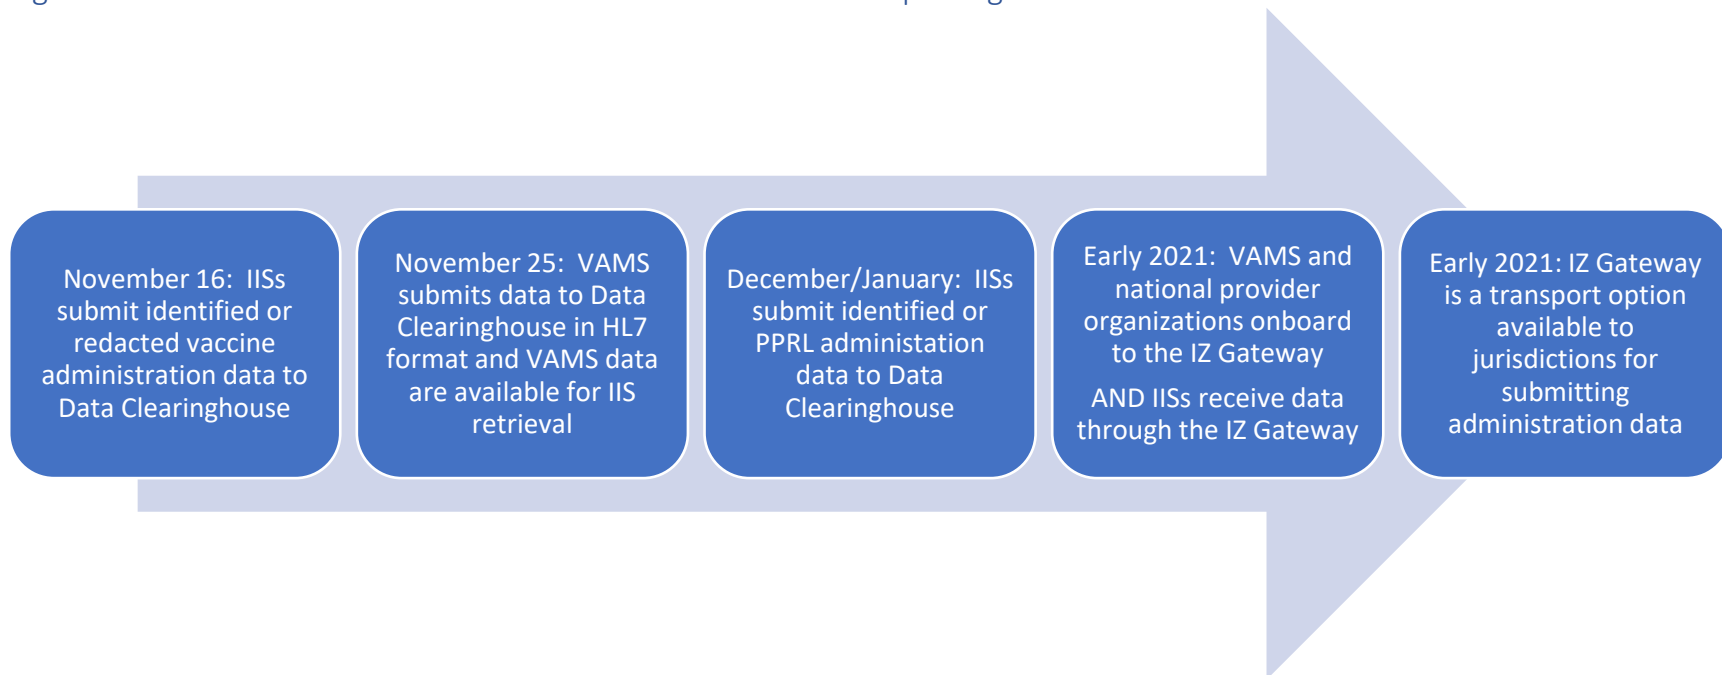 November 16:  IISs
submit identified or
redacted vaccine
administration data to
Data Clearinghouse
November 25:  VAMS
submits data to Data
Clearinghouse in HL7
format and VAMS data
are available for IIS
retrieval
December/January:  IISs
submit identified or
PPRL administation
data to Data
Clearinghouse
Early 2021:  VAMS and
national provider
organizations onboard
to the IZ Gateway
AND IISs receive data
through the IZ Gateway
Early 2021: IZ Gateway
is a transport option
available to
jurisdictions for
submitting
administration data